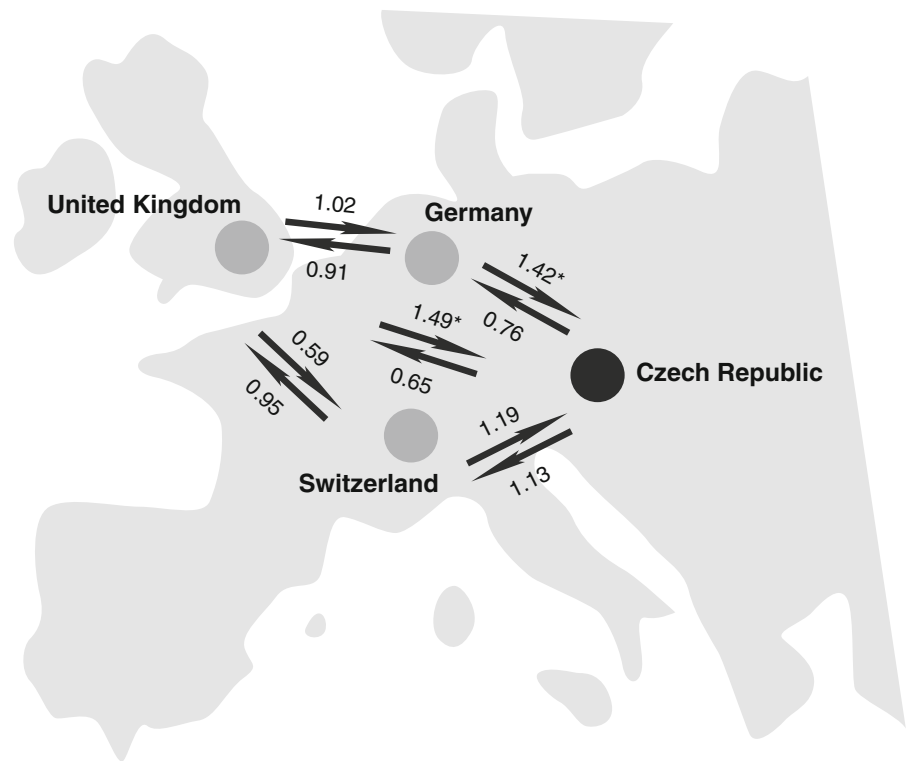 United Kingdom
1.02
Germany
0.91
1.42*
0.76
1.49*
0.59
0.65
0.95
Czech Republic
1.19
Switzerland
1.13